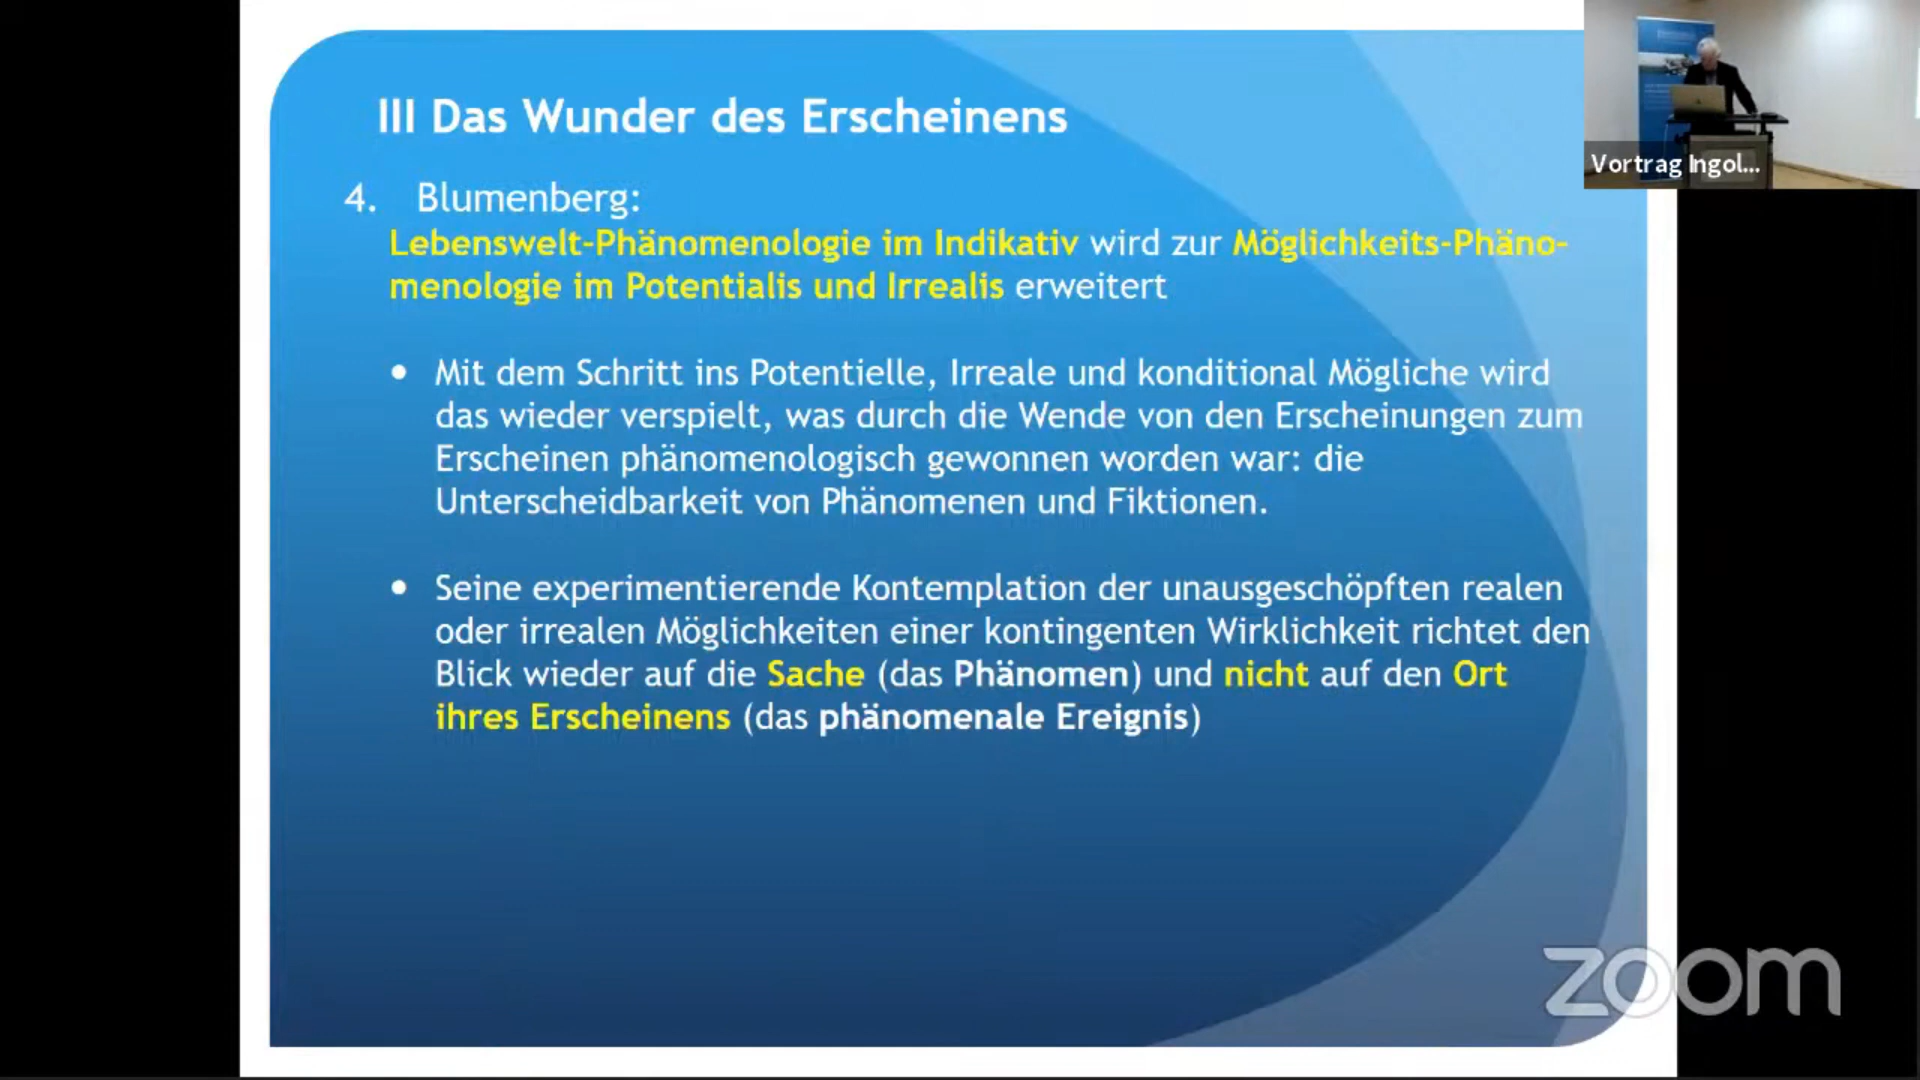 III Das Wunder des Erscheinens
4. Blumenberg:
Lebenswelt-Phänomenologie im Indikativ wird zur Möglichkeits-Phäno-
menologie im Potentialis und Irrealis erweitert
• Mit dem Schritt ins Potentielle, Irreale und konditional Mögliche wird
das wieder verspielt, was durch die Wende von den Erscheinungen zum
Erscheinen phänomenologisch gewonnen worden war: die
Unterscheidbarkeit von Phänomenen und Fiktionen.
• Seine experimentierende Kontemplation der unausgeschöpften realen
oder irrealen Möglichkeiten einer kontingenten Wirklichkeit richtet den
Blick wieder auf die Sache (das Phänomen) und nicht auf den Ort
ihres Erscheinens (das phänomenale Ereignis)
Vortrag Ingol...
zoom